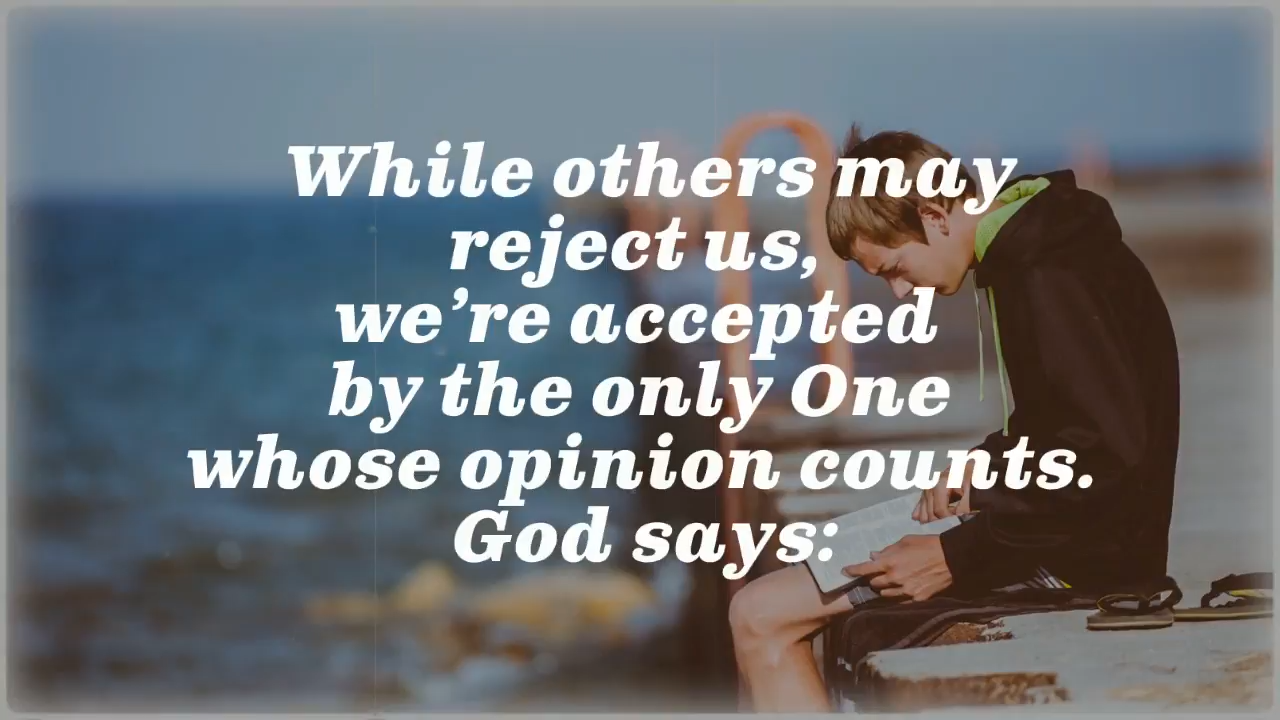 While others may
reject us,
we’re accepted
by the only One
whose opinion counts.
God says: